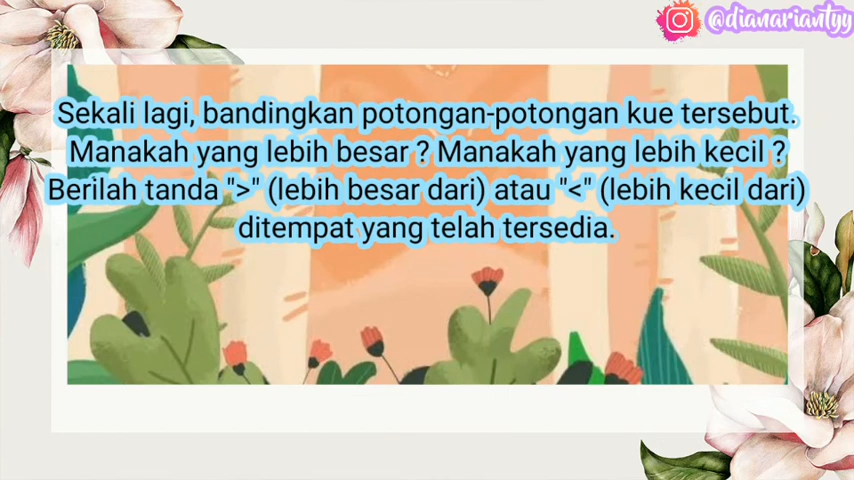 @dianariantyy
Sekali lagi, bandingkan potongan-potongan kue tersebut.
Manakah yang lebih besar ? Manakah yang lebih kecil ?
Berilah tanda ">" (lebih besar dari) atau "<" (lebih kecil dari)
ditempat yang telah tersedia.